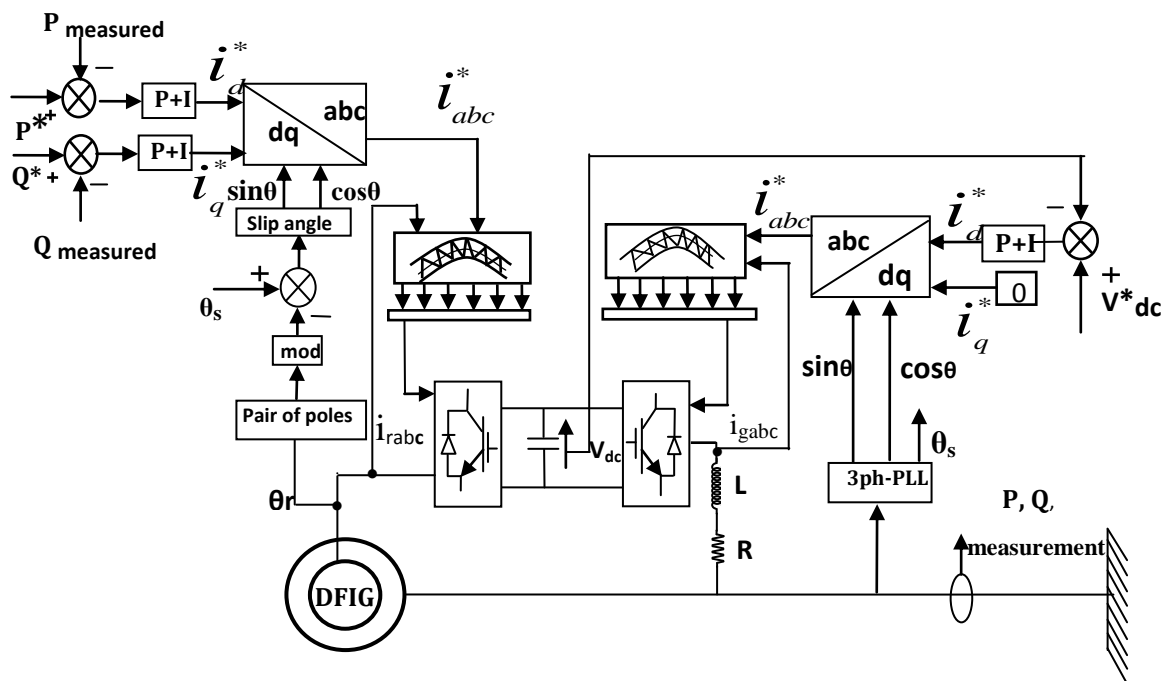 P measured
−
i*d
P+I
P*+
dq
abc
i*abc
P+I
Q*+
−
i*q
sinθ
cosθ
Q measured
Slip angle
+
θs
−
mod
Pair of poles
θr
irabc
Vdc
igabc
L
R
DFIG
i*abc
abc
dq
i*d
P+I
−
+
V*dc
0
i*q
sinθ
cosθ
θs
3ph-PLL
P, Q,
measurement